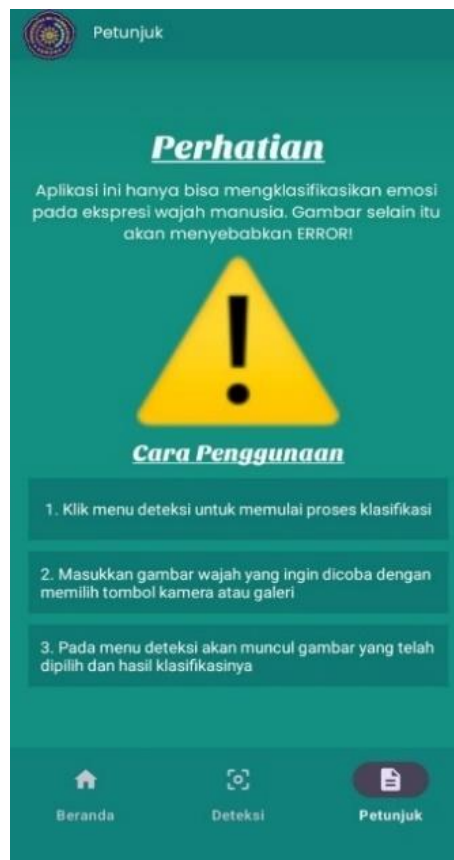 Petunjuk
Perhatian
Aplikasi ini hanya bisa mengklasifikasikan emosi
pada ekspresi wajah manusia. Gambar selain itu
akan menyebabkan ERROR!
Cara Penggunaan
1. Klik menu deteksi untuk memulai proses klasifikasi
2. Masukkan gambar wajah yang ingin dicoba dengan
memilih tombol kamera atau galeri
3. Pada menu deteksi akan muncul gambar yang telah
dipilih dan hasil klasifikasinya
Beranda
Deteksi
Petunjuk